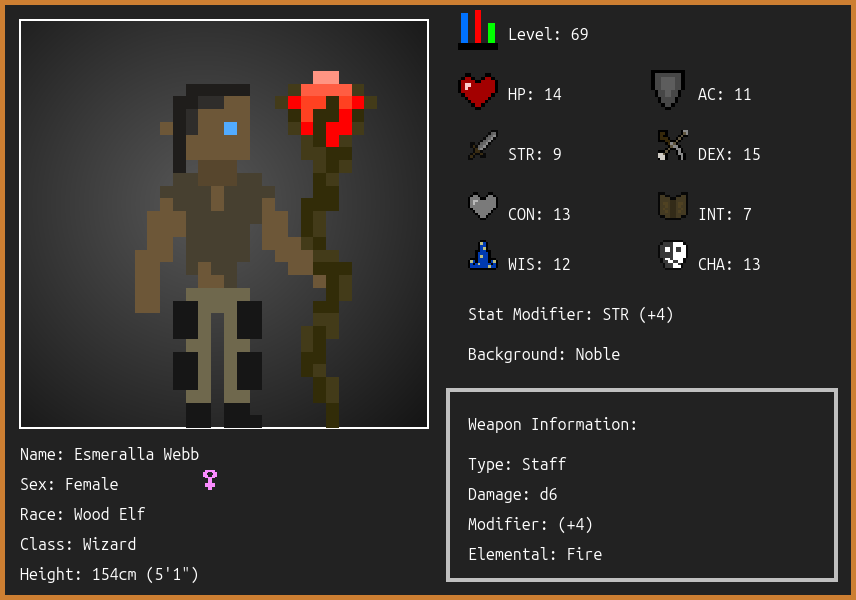 Level: 69
HP: 14
AC: 11
STR: 9
DEX: 15
CON: 13
INT: 7
WIS: 12
CHA: 13
Stat Modifier: STR (+4)
Background: Noble
Weapon Information:
Type: Staff
Damage: d6
Modifier: (+4)
Elemental: Fire
Name: Esmeralla Webb
Sex: Female
Race: Wood Elf
Class: Wizard
Height: 154cm (5'1")